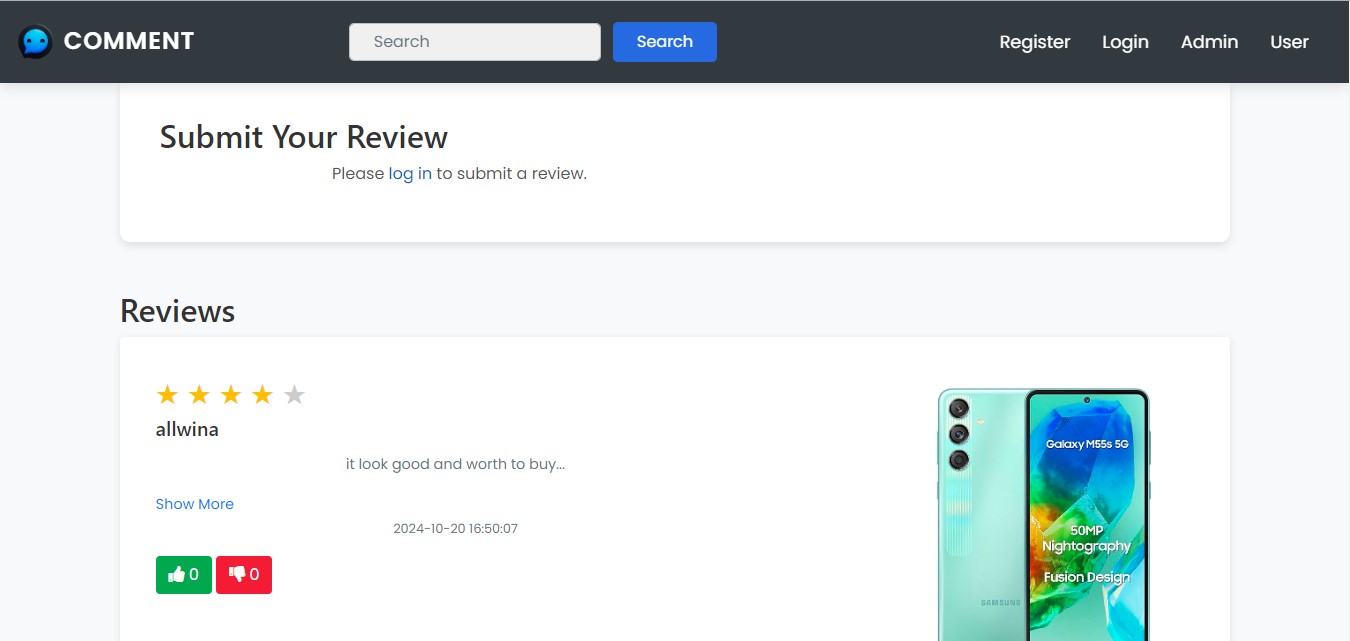 COMMENT
Search
Search
Register
Login
Admin
User
Submit Your Review
Please log in to submit a review.
Reviews
allwina
it look good and worth to buy...
Show More
2024-10-20 16:50:07
0
0
Galaxy M55s 5G
50MP
Nightography
Fusion Design
SAMSUNG